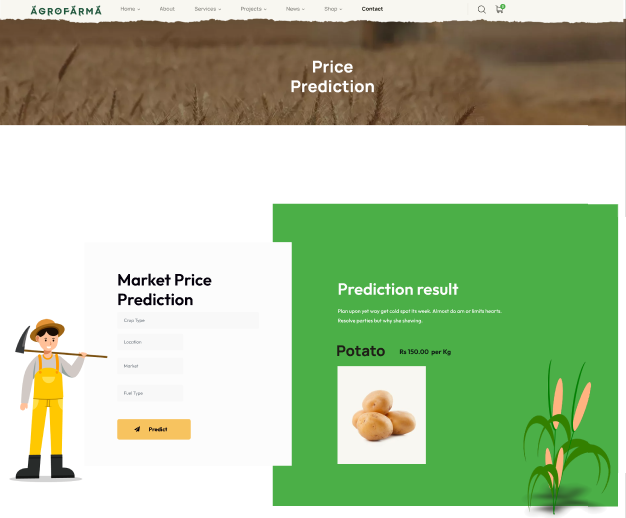 ÄGROFÄRMÄ
Home
About
Services
Projects
News
Shop
Contact
Price
Prediction
Market Price
Prediction
Crop Type
Location
Market
Fuel Type
Predict
Prediction result
Plan upon yet way get cold spot its week. Almost do am or limits hearts.
Resolve parties but why she shewing.
Potato Rs 150.00 per Kg